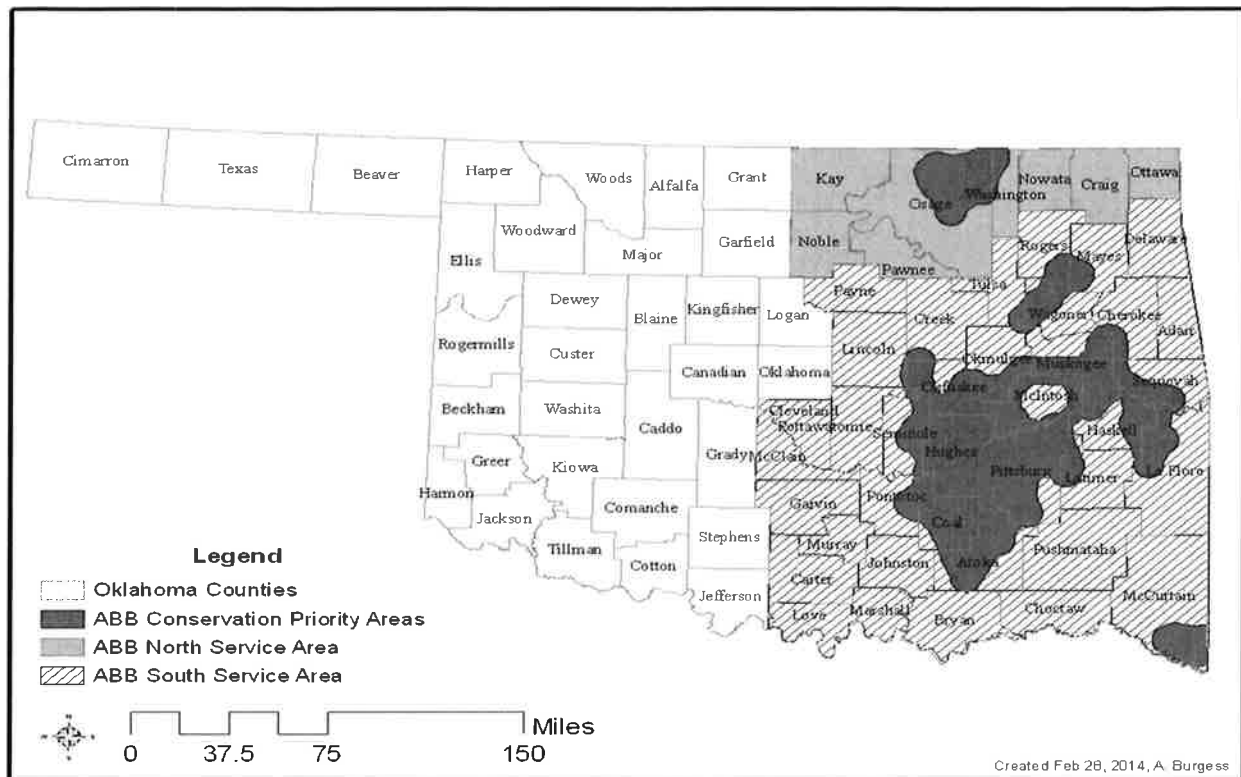 Cimarron
Texas
Beaver
Harper
Woods
Alfalfa
Grant
Kay
Osage
Washington
Nowata
Craig
Ottawa
Ellis
Woodward
Major
Garfield
Noble
Pawnee
Rogers
Mayes
Delaware
Dewey
Blaine
Kingfisher
Logan
Payne
Creek
Tulsa
Wagoner
Cherokee
Adair
Rogermills
Custer
Canadian
Oklahoma
Lincoln
Okmulgee
Muskogee
Okfuskee
McIntosh
Sequoyah
Beckham
Washita
Caddo
Grady
McClain
Cleveland
Pottawatomie
Seminole
Hughes
Haskell
Pittsburg
Latimer
Le Flore
Greer
Kiowa
Harmon
Jackson
Comanche
Tillman
Cotton
Stephens
Jefferson
Garvin
Pontotoc
Coal
Murray
Johnston
Atoka
Pushmataha
Carter
Love
Marshall
Bryan
Choctaw
McCurtain
Legend
Oklahoma Counties
ABB Conservation Priority Areas
ABB North Service Area
ABB South Service Area
N
Miles
0 37.5 75 150
Created Feb 28, 2014, A. Burgess